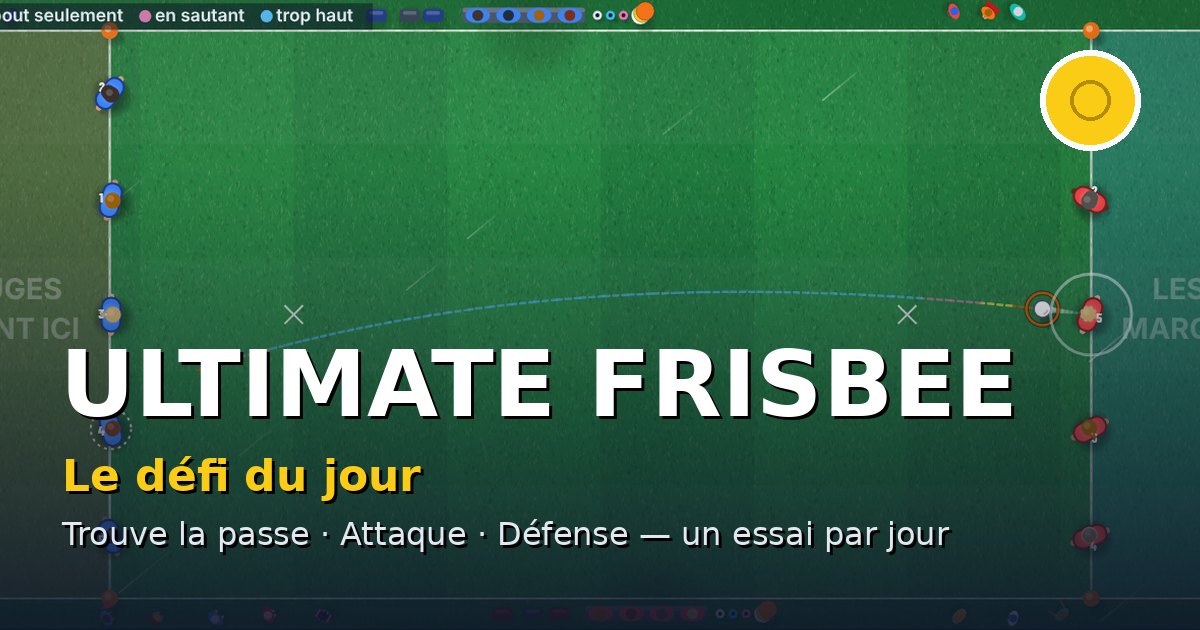 out seulement en sautant trop haut
UGES
NT ICI
LES
MARQ
ULTIMATE FRISBEE
Le défi du jour
Trouve la passe · Attaque · Défense — un essai par jour